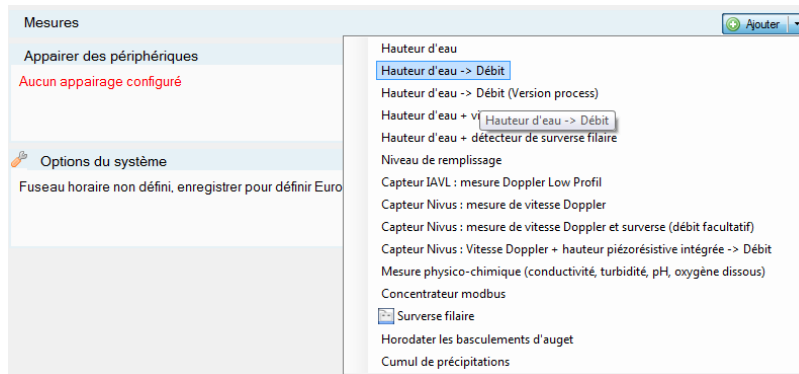 Mesures
Ajouter
Appairer des périphériques
Aucun appairage configuré
Options du système
Fuseau horaire non défini, enregistrer pour définir Euro
Hauteur d'eau
Hauteur d'eau -> Débit
Hauteur d'eau -> Débit (Version process)
Hauteur d'eau + vi
Hauteur d'eau -> Débit
Hauteur d'eau + détecteur de surverse filaire
Niveau de remplissage
Capteur IAVL : mesure Doppler Low Profil
Capteur Nivus : mesure de vitesse Doppler
Capteur Nivus : mesure de vitesse Doppler et surverse (débit facultatif)
Capteur Nivus : Vitesse Doppler + hauteur piézorésistive intégrée -> Débit
Mesure physico-chimique (conductivité, turbidité, pH, oxygène dissous)
Concentrateur modbus
Surverse filaire
Horodater les basculements d'auget
Cumul de précipitations